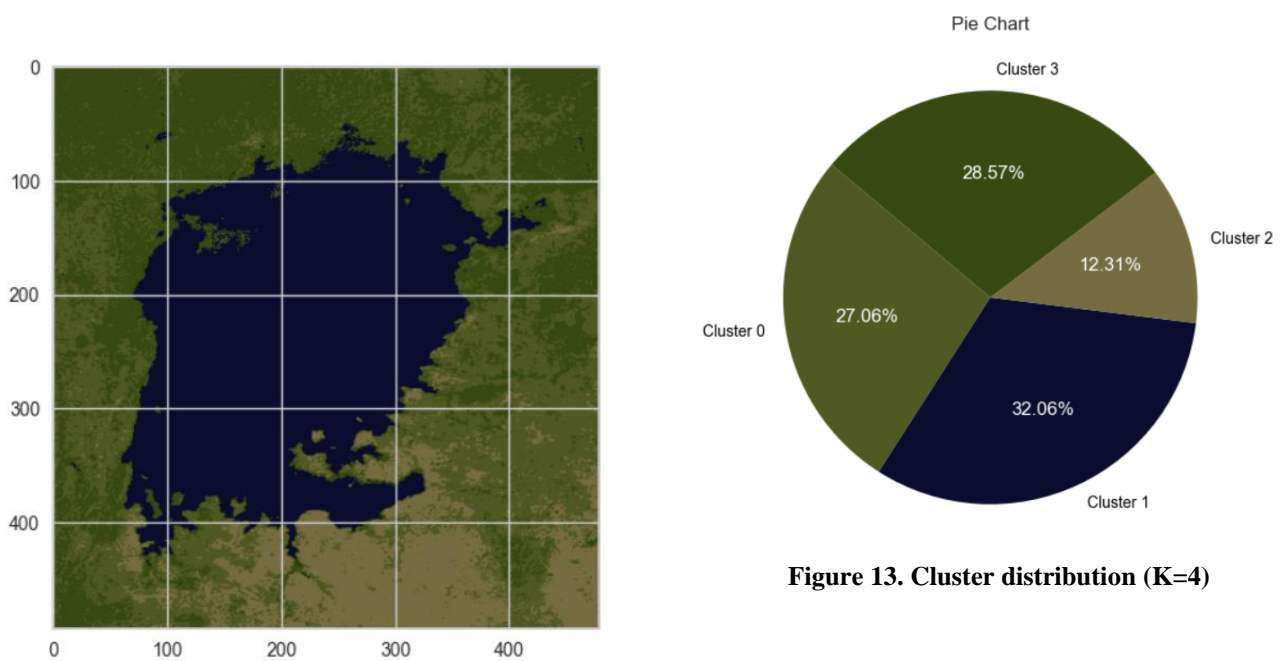 0
100
200
300
400
0 100 200 300 400
Pie Chart
Cluster 3
28.57%
Cluster 2
12.31%
Cluster 0
27.06%
32.06%
Cluster 1
Figure 13. Cluster distribution (K=4)